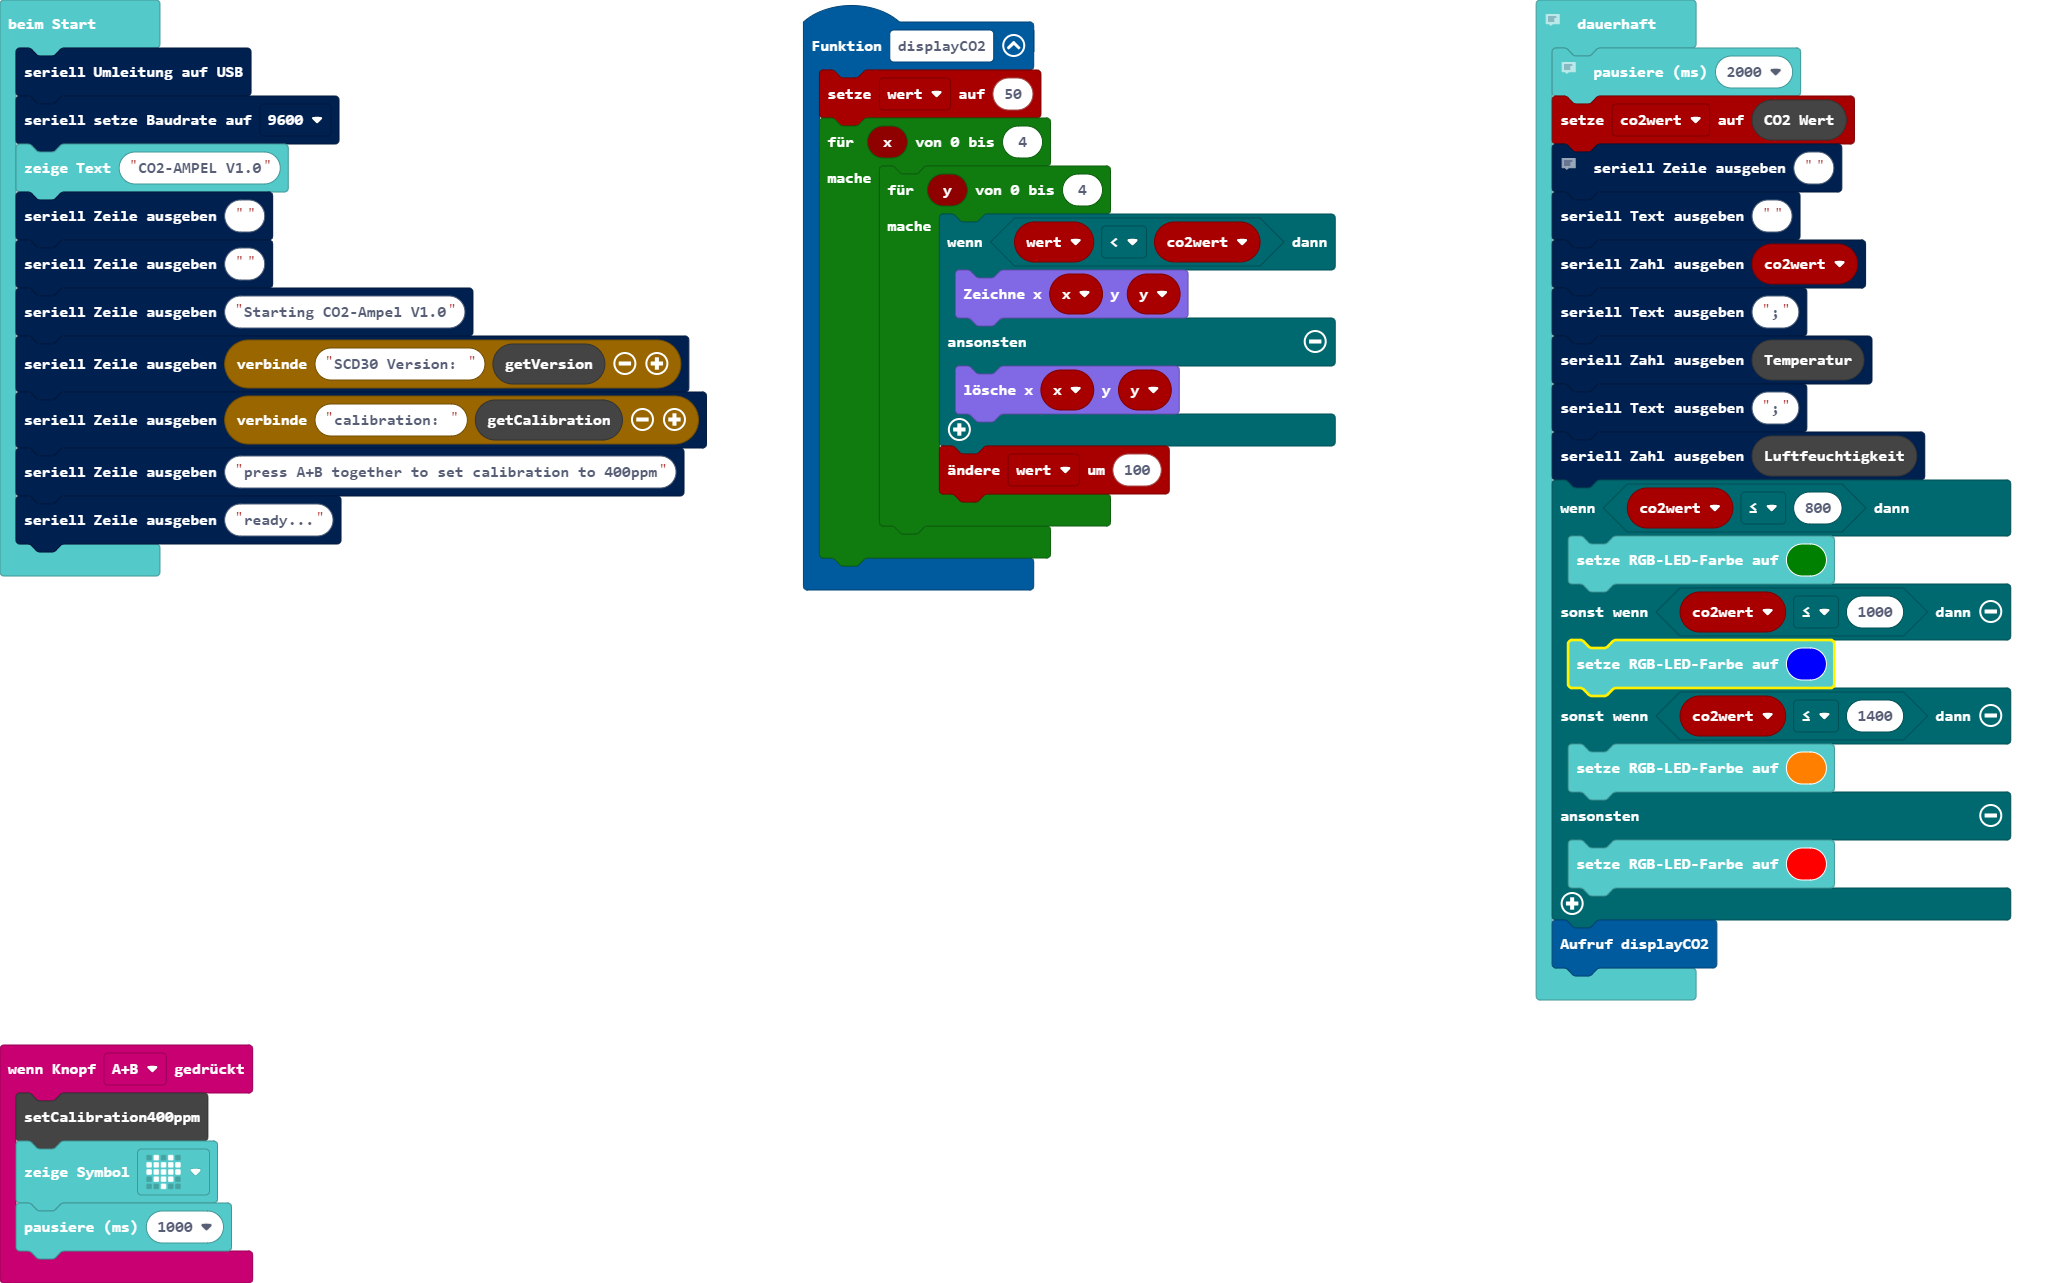 beim Start
seriell Umleitung auf USB
seriell setze Baudrate auf 9600
zeige Text "CO2-AMPEL V1.0"
seriell Zeile ausgeben " "
seriell Zeile ausgeben " "
seriell Zeile ausgeben "Starting CO2-Ampel V1.0"
seriell Zeile ausgeben verbinde "SCD30 Version: " getVersion
seriell Zeile ausgeben verbinde "calibration: " getCalibration
seriell Zeile ausgeben "press A+B together to set calibration to 400ppm"
seriell Zeile ausgeben "ready..."
Funktion displayCO2
setze wert auf 50
für x von 0 bis 4
mache
für y von 0 bis 4
mache
wenn wert < co2wert dann
Zeichne x x y y
ansonsten
lösche x x y y
ändere wert um 100
dauerhaft
pausiere (ms) 2000
setze co2wert auf CO2 Wert
seriell Zeile ausgeben " "
seriell Text ausgeben " "
seriell Zahl ausgeben co2wert
seriell Text ausgeben ";"
seriell Zahl ausgeben Temperatur
seriell Text ausgeben ";"
seriell Zahl ausgeben Luftfeuchtigkeit
wenn co2wert ≤ 800 dann
setze RGB-LED-Farbe auf
sonst wenn co2wert ≤ 1000 dann
setze RGB-LED-Farbe auf
sonst wenn co2wert ≤ 1400 dann
setze RGB-LED-Farbe auf
ansonsten
setze RGB-LED-Farbe auf
Aufruf displayCO2
wenn Knopf A+B gedrückt
setCalibration400ppm
zeige Symbol
pausiere (ms) 1000